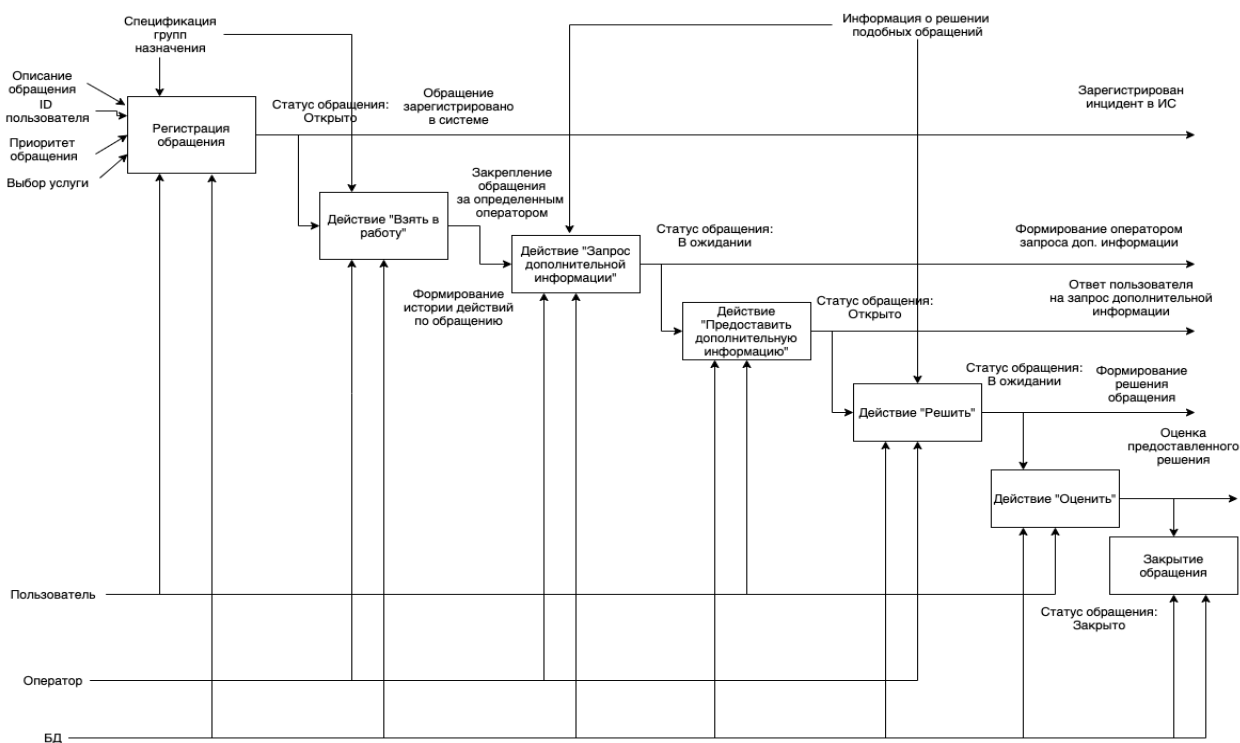 Спецификация
групп
назначения
Информация о решении
подобных обращений
Описание
обращения
ID
пользователя
Приоритет
обращения
Выбор услуги
Регистрация
обращения
Статус обращения:
Открыто
Обращение
зарегистрировано
в системе
Зарегистрирован
инцидент в ИС
Действие "Взять в
работу"
Закрепление
обращения
за определенным
оператором
Формирование
истории действий
по обращению
Действие "Запрос
дополнительной
информации"
Статус обращения:
В ожидании
Формирование оператором
запроса доп. информации
Действие
"Предоставить
дополнительную
информацию"
Статус обращения:
Открыто
Ответ пользователя
на запрос дополнительной
информации
Действие "Решить"
Статус обращения:
В ожидании
Формирование
решения
обращения
Действие "Оценить"
Оценка
предоставленного
решения
Закрытие
обращения
Статус обращения:
Закрыто
Пользователь
Оператор
БД